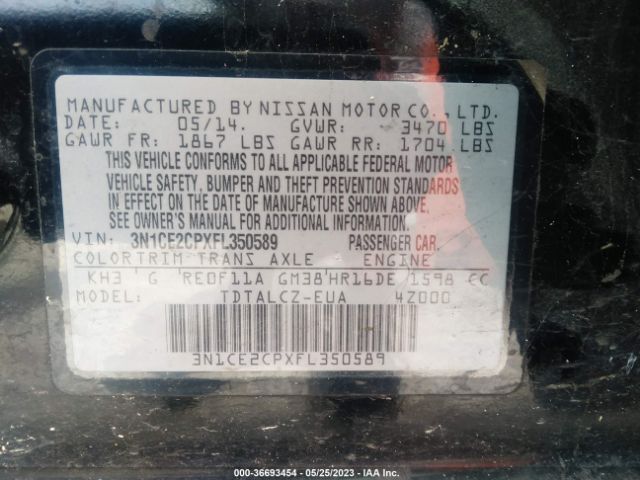 MANUFACTURED BY NISSAN MOTOR CO., LTD.
DATE: 05/14. GVWR: 3470 LBS
GAWR FR: 1867 LBS GAWR RR: 1704 LBS
THIS VEHICLE CONFORMS TO ALL APPLICABLE FEDERAL MOTOR
VEHICLE SAFETY, BUMPER AND THEFT PREVENTION STANDARDS
IN EFFECT ON THE DATE OF MANUFACTURE SHOWN ABOVE.
SEE OWNER'S MANUAL FOR ADDITIONAL INFORMATION.
VIN: 3N1CE2CPXFL350589 PASSENGER CAR.
COLOR TRIM TRANS AXLE ENGINE
KH3 G RE0F11A GM38 HR16DE 1598 CC
MODEL: TDTALCZ-EUA 4Z000
3N1CE2CPXFL350589
000-36693454 - 05/25/2023 - IAA Inc.